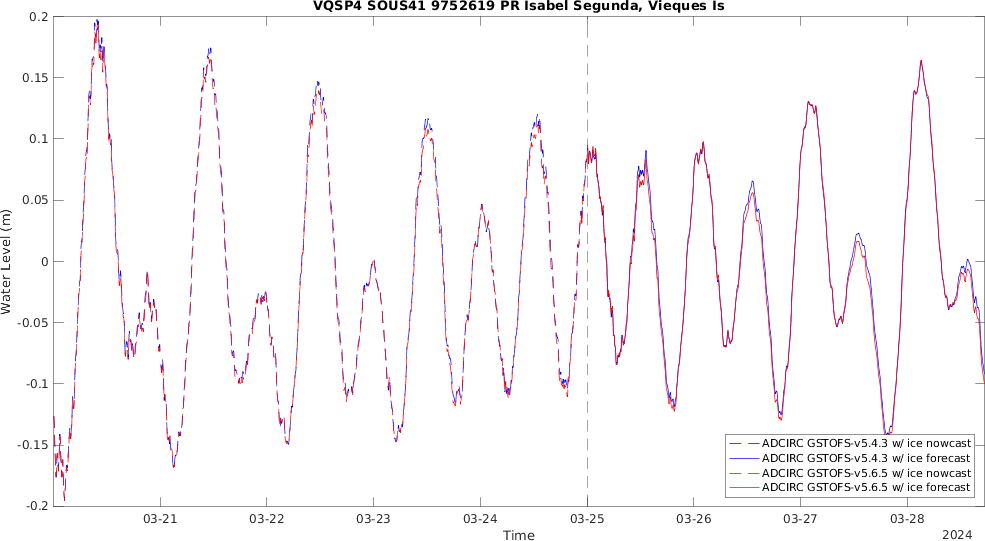 VQSP4 SOUS41 9752619 PR Isabel Segunda, Vieques Is
0.2
0.15
0.1
0.05
0
-0.05
-0.1
-0.15
-0.2
Water Level (m)
03-21 03-22 03-23 03-24 03-25 03-26 03-27 03-28
Time
2024
ADCIRC GSTOFS-v5.4.3 w/ ice nowcast
ADCIRC GSTOFS-v5.4.3 w/ ice forecast
ADCIRC GSTOFS-v5.6.5 w/ ice nowcast
ADCIRC GSTOFS-v5.6.5 w/ ice forecast